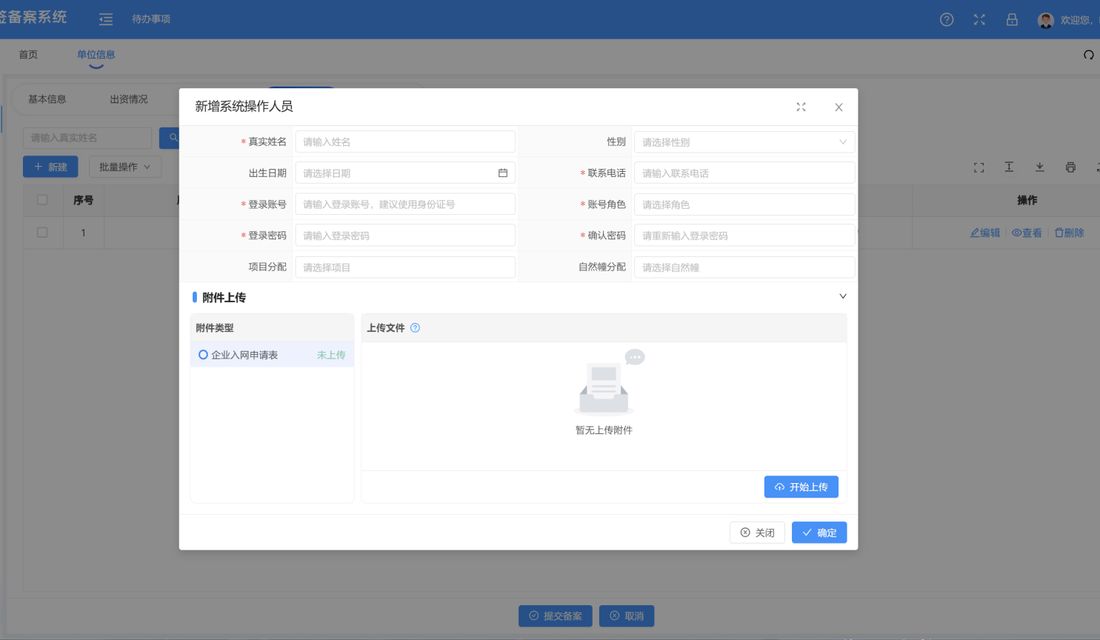 签备案系统
待办事项
欢迎您,
首页 单位信息
基本信息 出资情况
新增系统操作人员
请输入真实姓名
* 真实姓名 请输入姓名 性别 请选择性别
+ 新建 批量操作
出生日期 请选择日期 * 联系电话 请输入联系电话
序号 操作
* 登录账号 请输入登录账号，建议使用身份证号 * 账号角色 请选择角色
1 编辑 查看 删除
* 登录密码 请输入登录密码 * 确认密码 请重新输入登录密码
项目分配 请选择项目 自然幢分配 请选择自然幢
附件上传
附件类型 上传文件
企业入网申请表 未上传
暂无上传附件
开始上传
关闭 确定
提交备案 取消